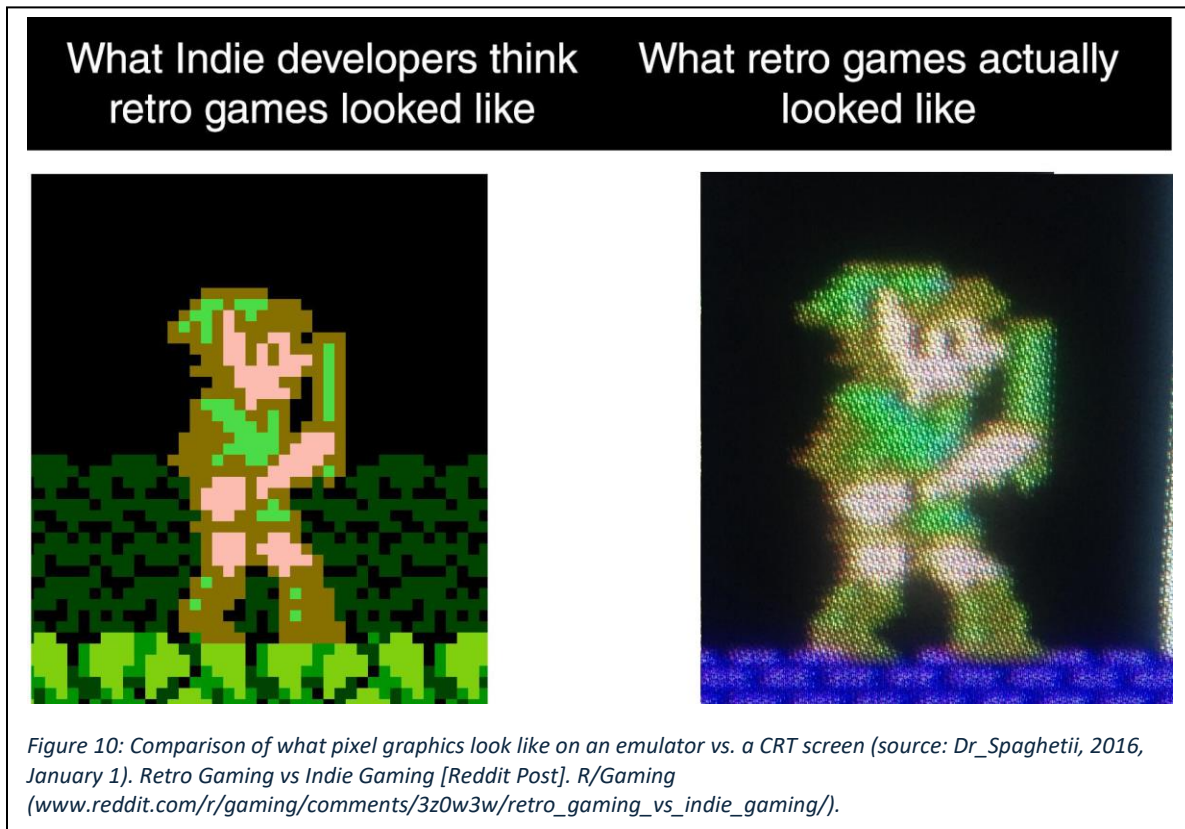 What Indie developers think
retro games looked like
What retro games actually
looked like
Figure 10: Comparison of what pixel graphics look like on an emulator vs. a CRT screen (source: Dr_Spaghetii, 2016,
January 1). Retro Gaming vs Indie Gaming [Reddit Post]. R/Gaming
(www.reddit.com/r/gaming/comments/3z0w3w/retro_gaming_vs_indie_gaming/).